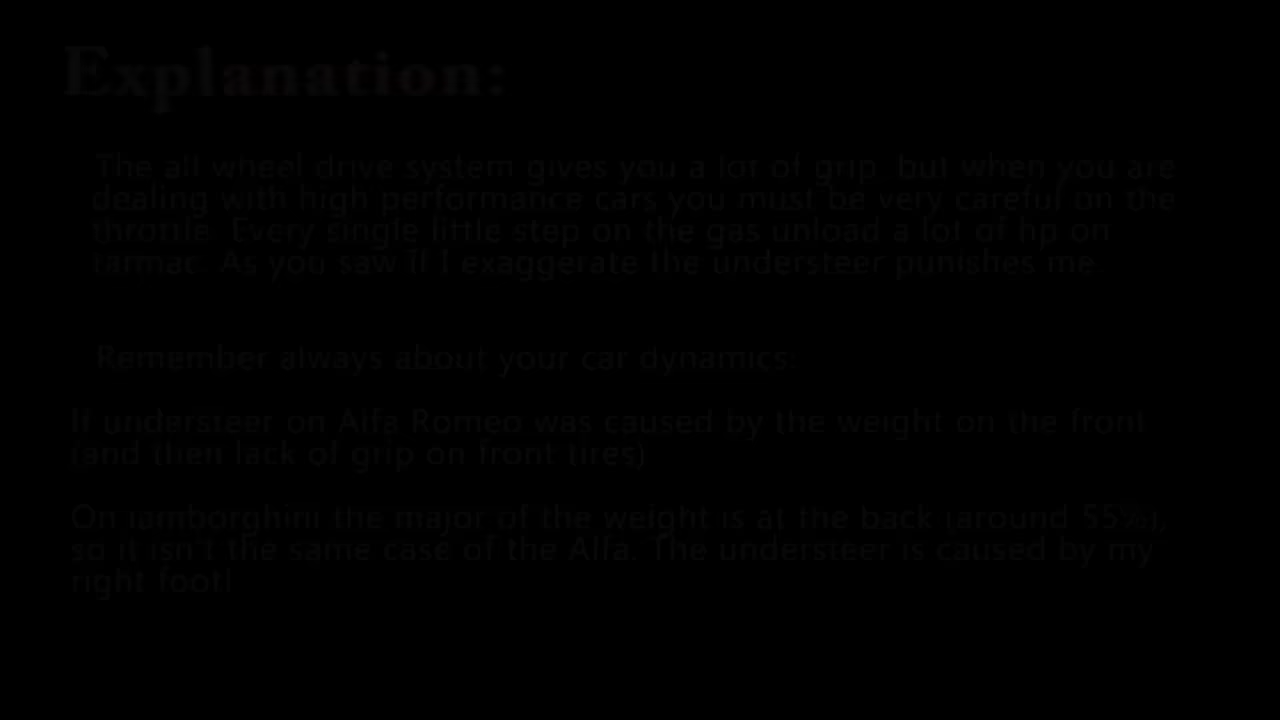 Explanation:
The all wheel drive system gives you a lot of grip, but when you are
dealing with high performance cars you must be very careful on the
throttle. Every single little step on the gas unload a lot of hp on
tarmac. As you saw if I exaggerate the understeer punishes me.
Remember always about your car dynamics:
If understeer on Alfa Romeo was caused by the weight on the front
(and then lack of grip on front tires)
On lamborghini the major of the weight is at the back (around 55%),
so it isn't the same case of the Alfa. The understeer is caused by my
right foot!